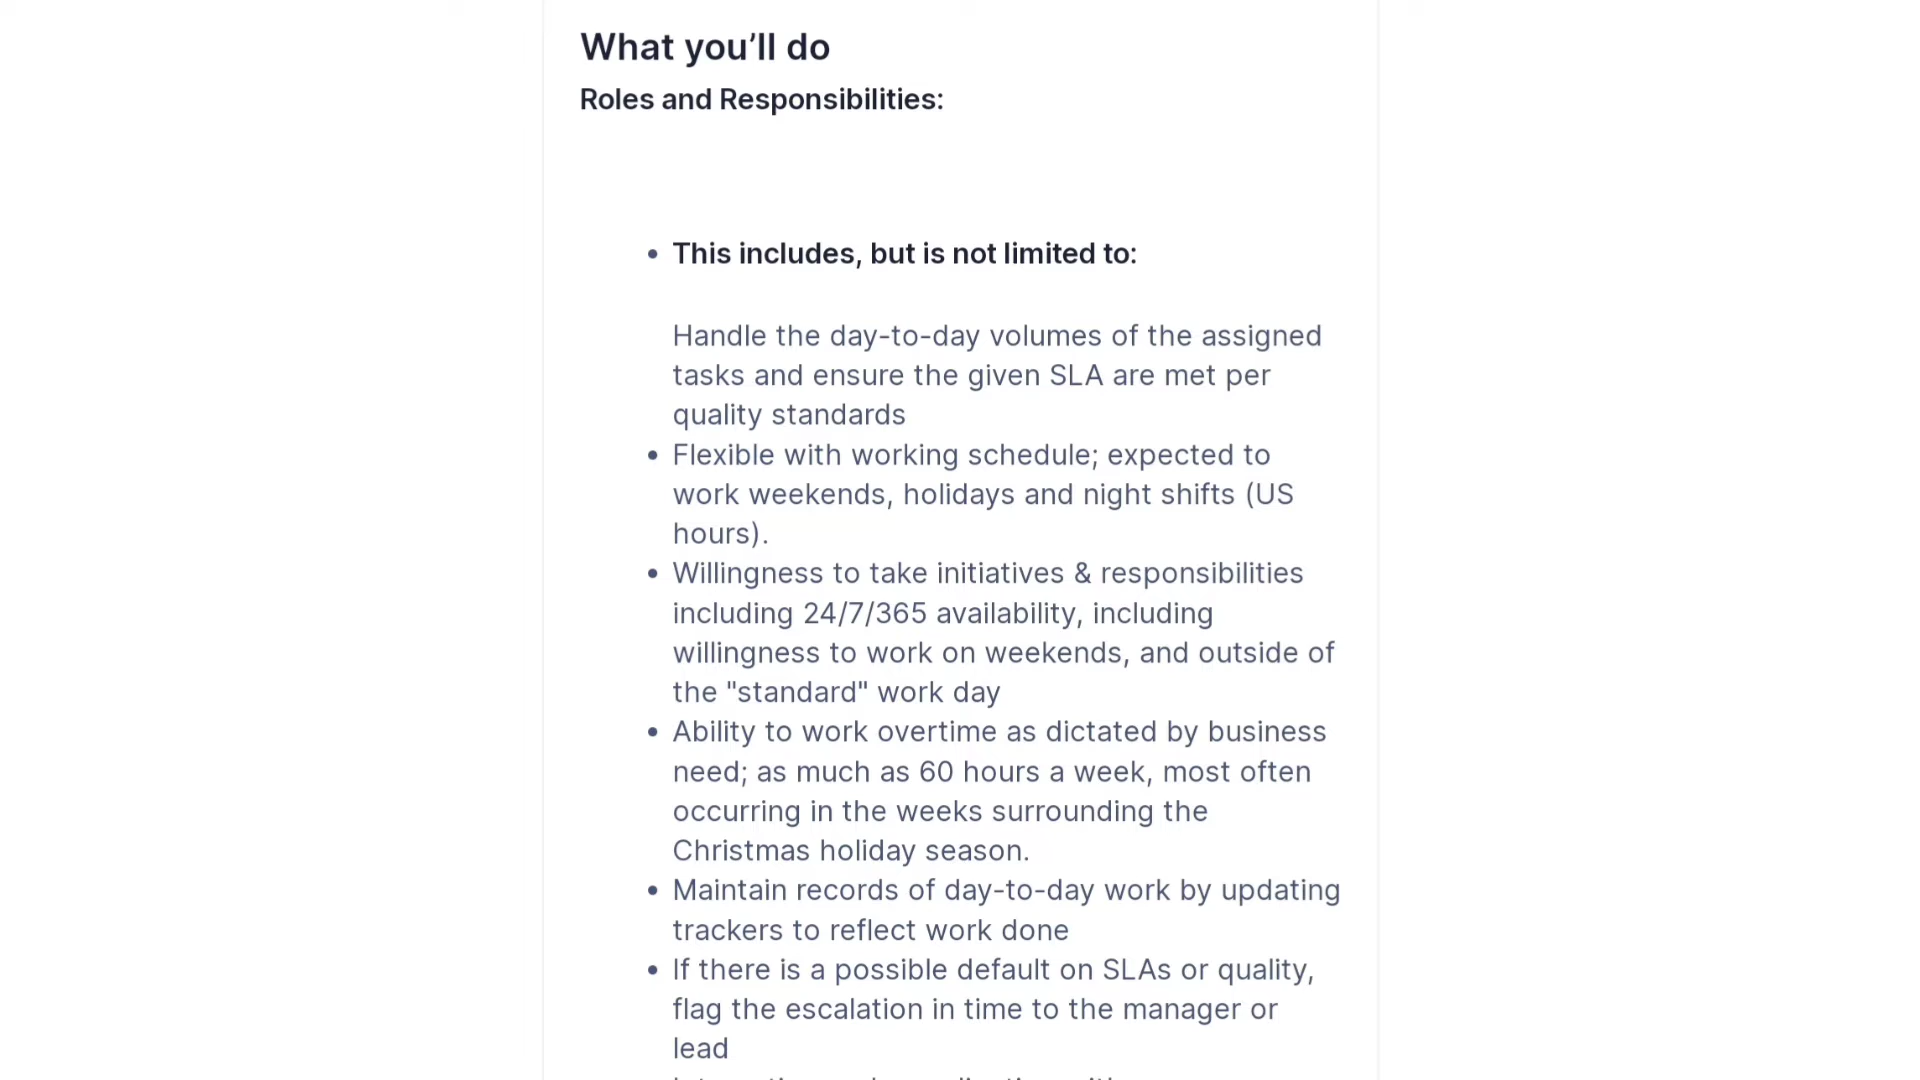 What you’ll do
Roles and Responsibilities:
• This includes, but is not limited to:
Handle the day-to-day volumes of the assigned
tasks and ensure the given SLA are met per
quality standards
• Flexible with working schedule; expected to
work weekends, holidays and night shifts (US
hours).
• Willingness to take initiatives & responsibilities
including 24/7/365 availability, including
willingness to work on weekends, and outside of
the "standard" work day
• Ability to work overtime as dictated by business
need; as much as 60 hours a week, most often
occurring in the weeks surrounding the
Christmas holiday season.
• Maintain records of day-to-day work by updating
trackers to reflect work done
• If there is a possible default on SLAs or quality,
flag the escalation in time to the manager or
lead